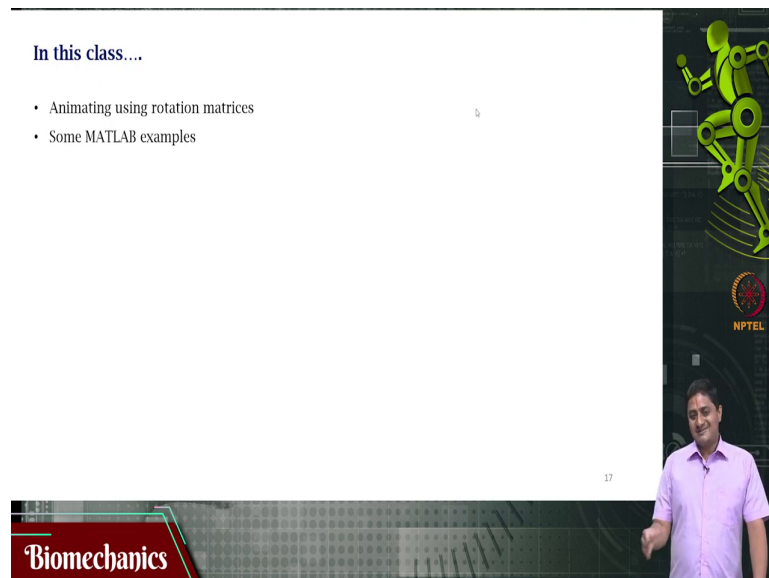 In this class….
• Animating using rotation matrices
• Some MATLAB examples
NPTEL
17
Biomechanics